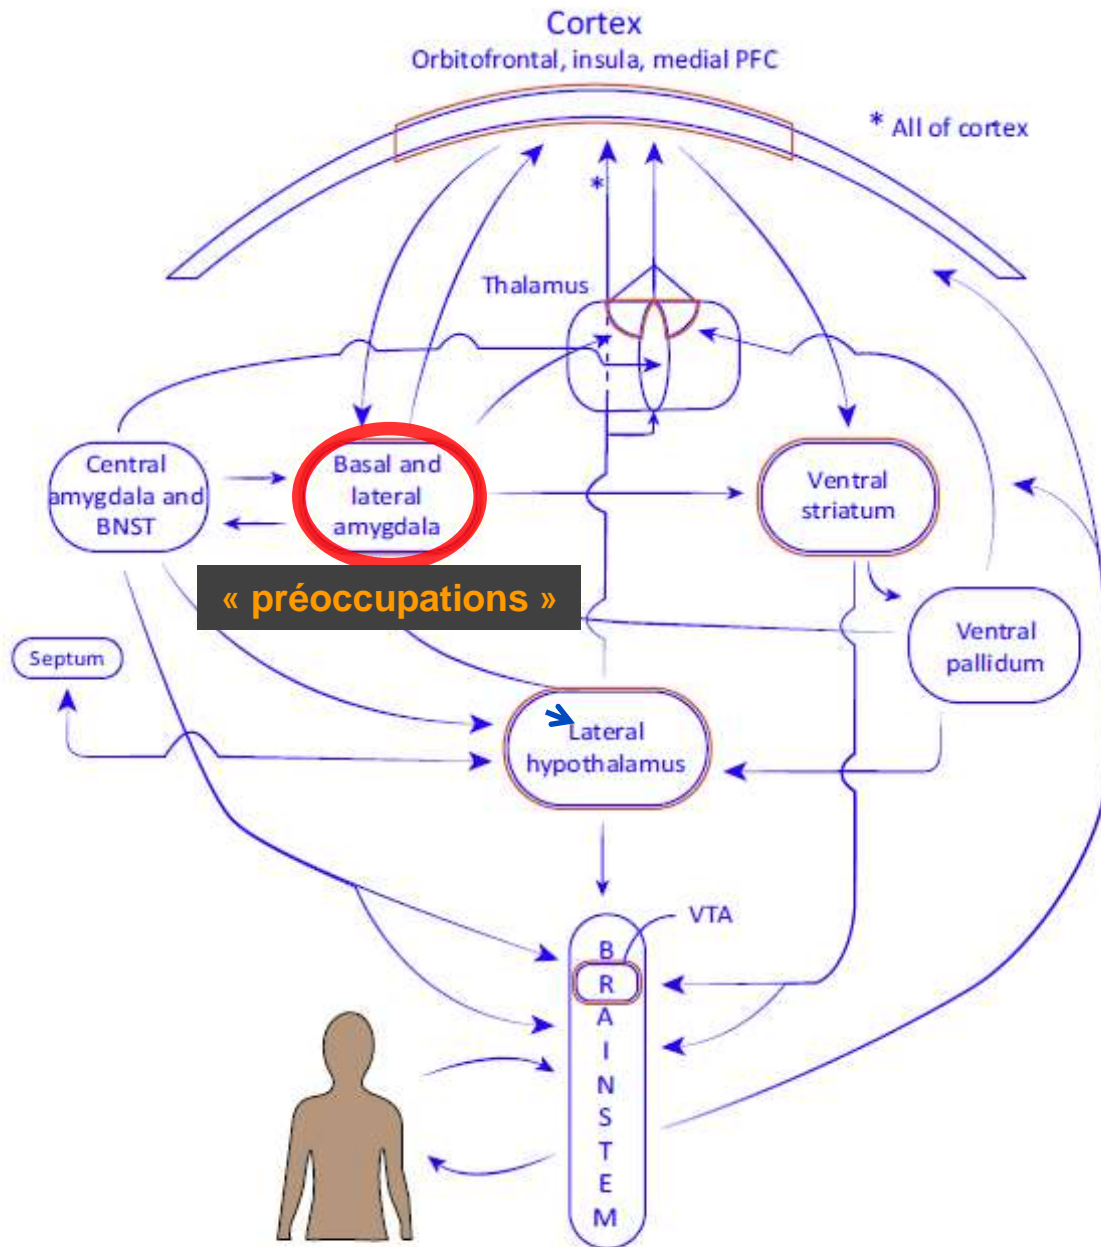 Cortex
Orbitofrontal, insula, medial PFC
* All of cortex
*
Thalamus
Central
amygdala and
BNST
Basal and
lateral
amygdala
Ventral
striatum
« préoccupations »
Ventral
pallidum
Septum
Lateral
hypothalamus
VTA
B
R
A
I
N
S
T
E
M